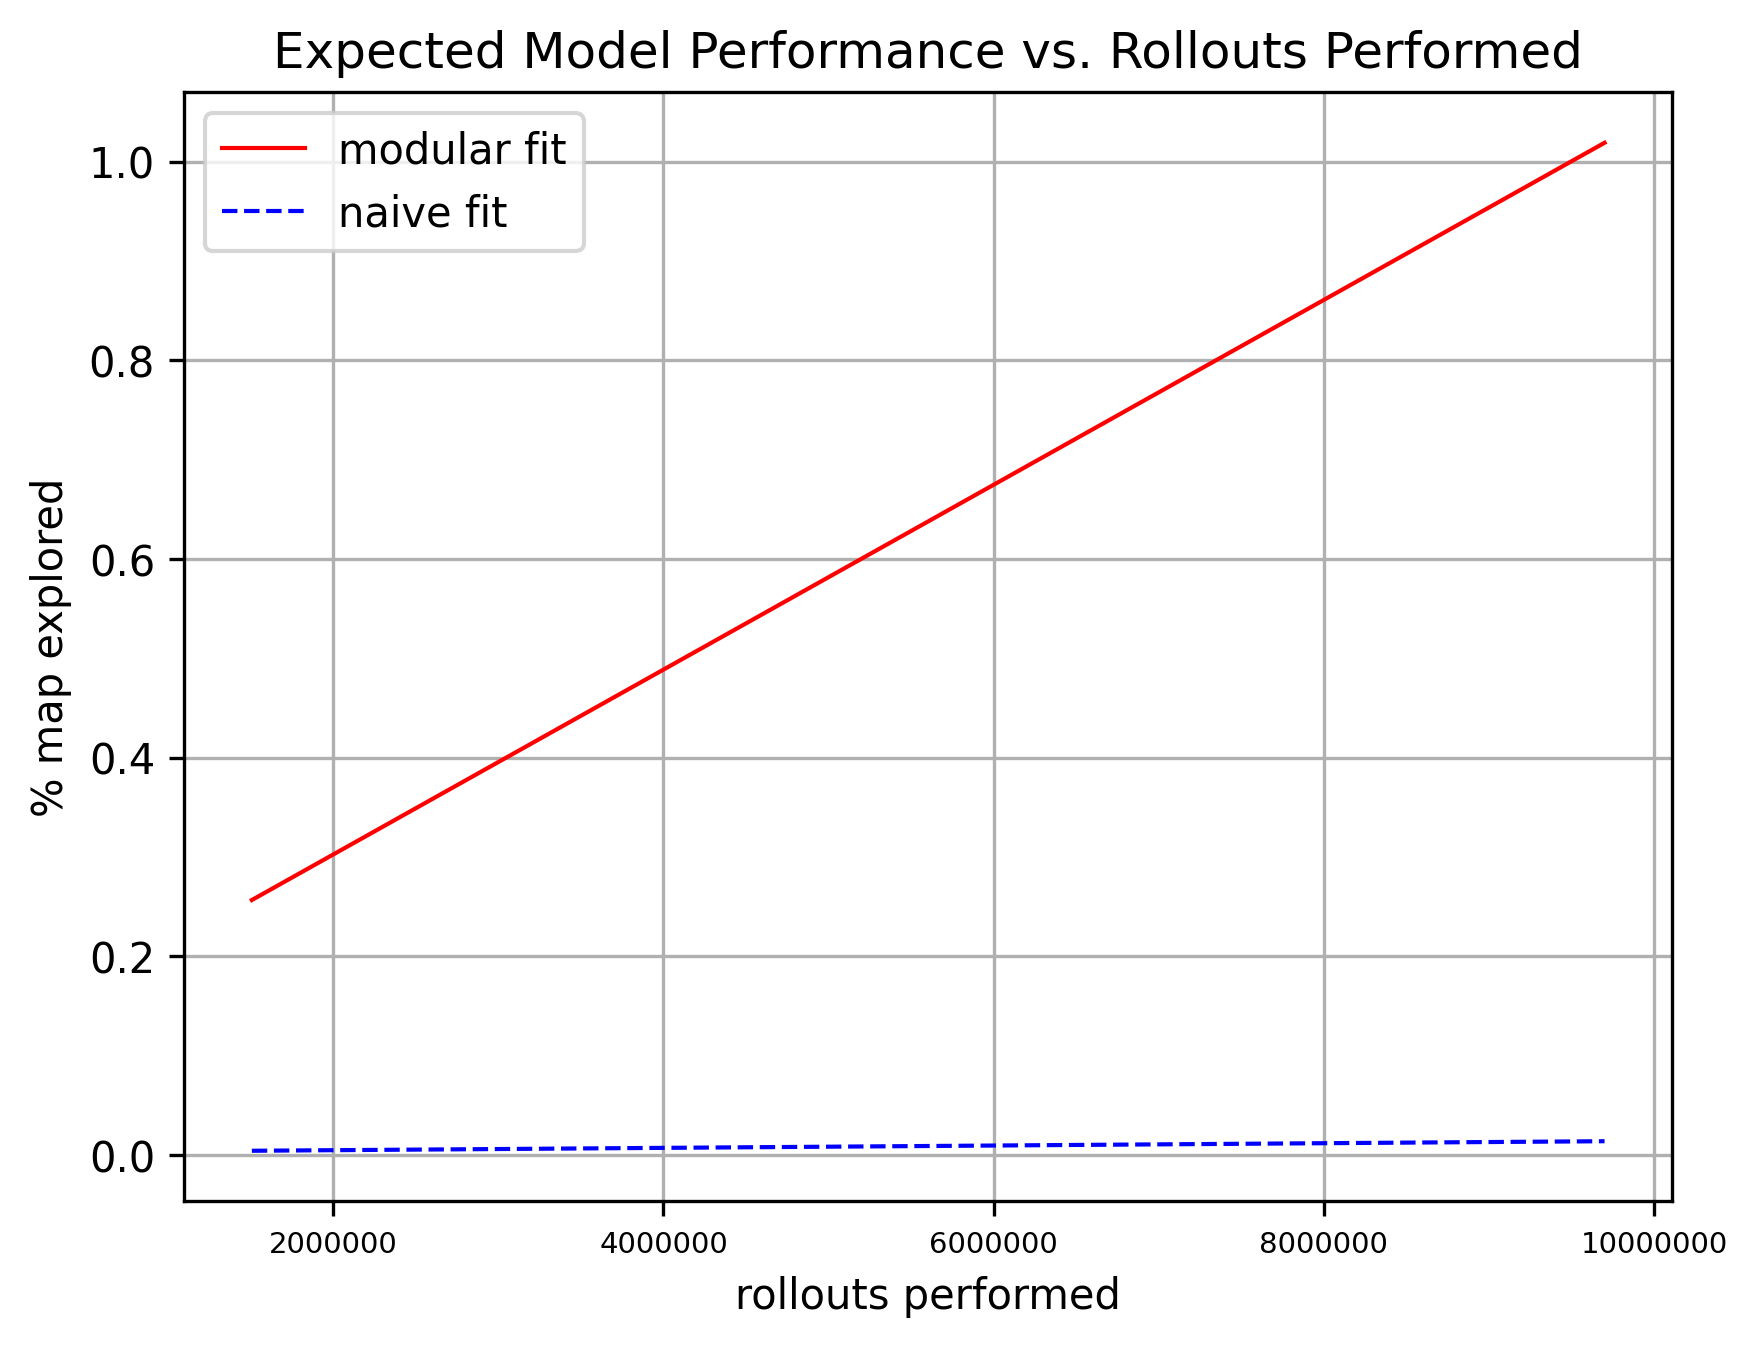 Expected Model Performance vs. Rollouts Performed
modular fit
naive fit
1.0
0.8
0.6
0.4
0.2
0.0
% map explored
2000000 4000000 6000000 8000000 10000000
rollouts performed